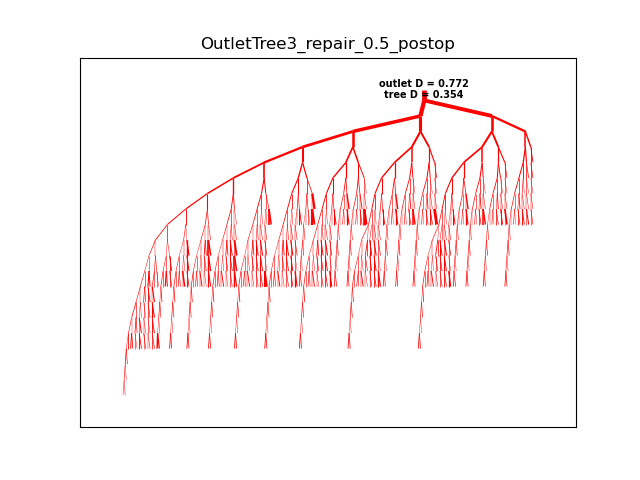 OutletTree3_repair_0.5_postop
outlet D = 0.772
tree D = 0.354